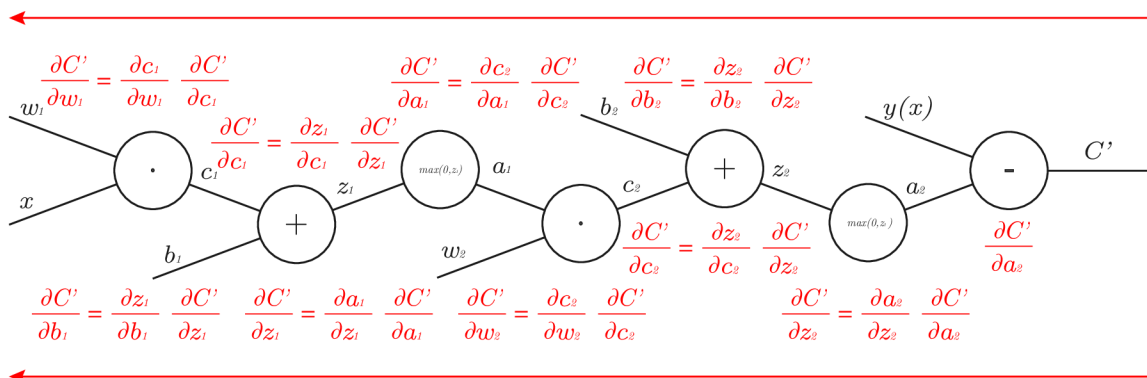 ∂C'/∂w₁ = ∂c₁/∂w₁ ∂C'/∂c₁
∂C'/∂a₁ = ∂c₂/∂a₁ ∂C'/∂c₂
∂C'/∂b₂ = ∂z₂/∂b₂ ∂C'/∂z₂
w₁
b₂
y(x)
∂C'/∂c₁ = ∂z₁/∂c₁ ∂C'/∂z₁
C'
·
c₁
max(0,z₁)
a₁
+
z₂
-
x
z₁
c₂
a₂
+
·
max(0,z₂)
b₁
w₂
∂C'/∂c₂ = ∂z₂/∂c₂ ∂C'/∂z₂
∂C'/∂a₂
∂C'/∂b₁ = ∂z₁/∂b₁ ∂C'/∂z₁
∂C'/∂z₁ = ∂a₁/∂z₁ ∂C'/∂a₁
∂C'/∂w₂ = ∂c₂/∂w₂ ∂C'/∂c₂
∂C'/∂z₂ = ∂a₂/∂z₂ ∂C'/∂a₂